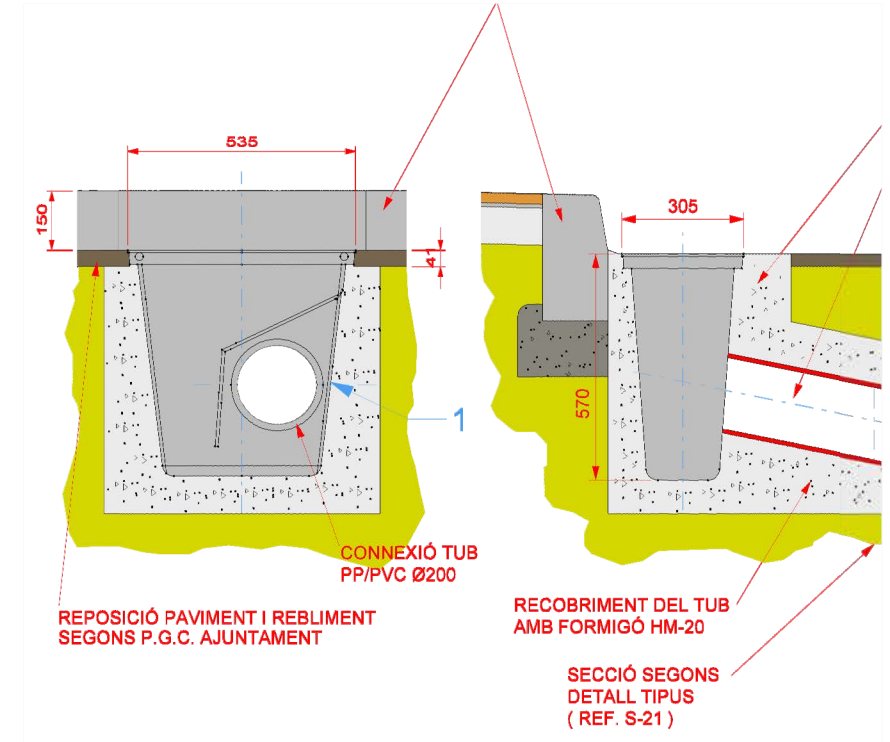 535
150
41
1
CONNEXIÓ TUB
PP/PVC Ø200
REPOSICIÓ PAVIMENT I REBLIMENT
SEGONS P.G.C. AJUNTAMENT
305
570
RECOBRIMENT DEL TUB
AMB FORMIGÓ HM-20
SECCIÓ SEGONS
DETALL TIPUS
( REF. S-21 )